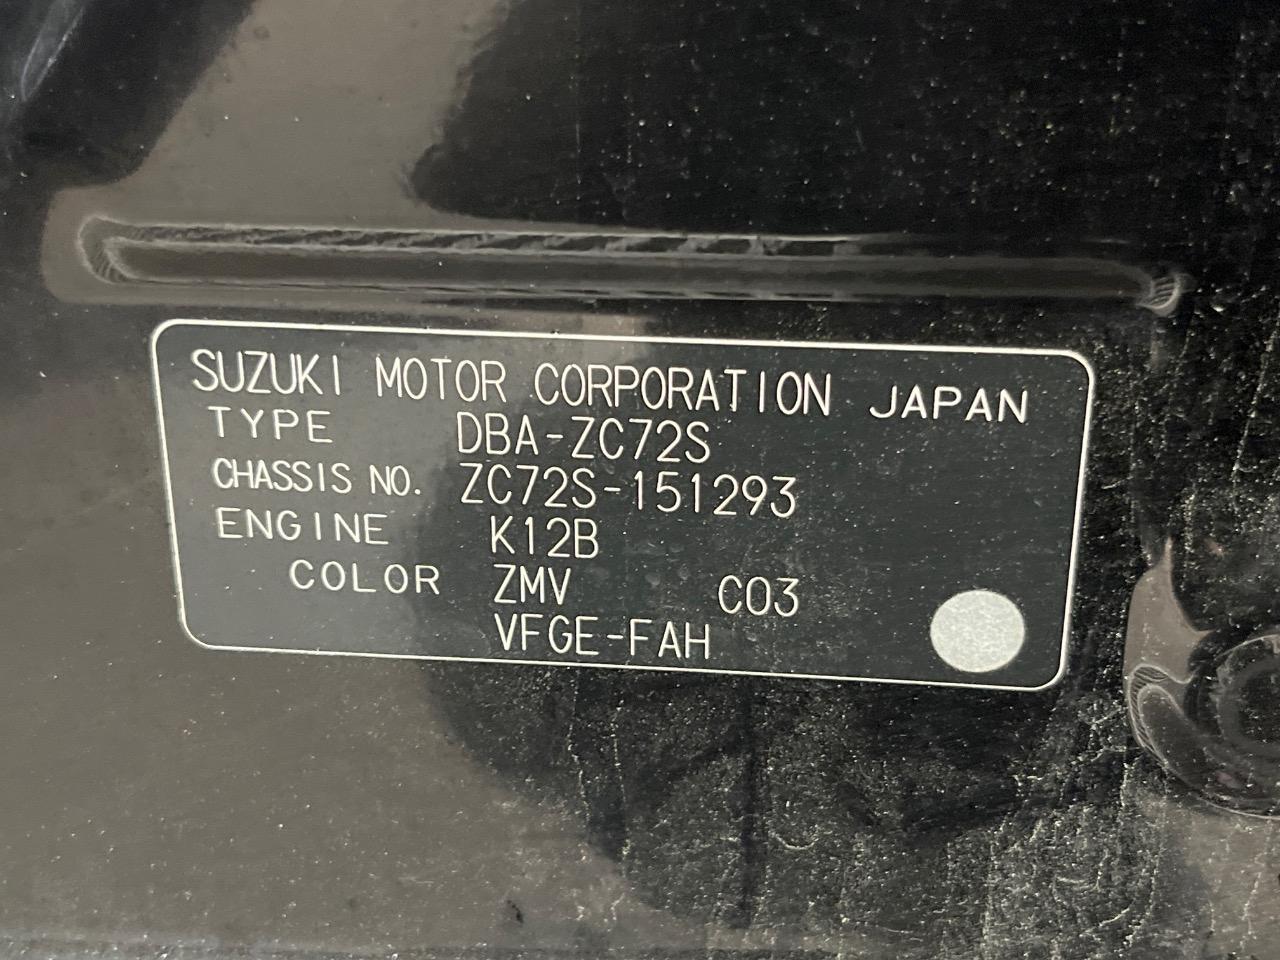 SUZUKI MOTOR CORPORATION JAPAN
TYPE DBA-ZC72S
CHASSIS NO. ZC72S-151293
ENGINE K12B
COLOR ZMV C03
VFGE-FAH